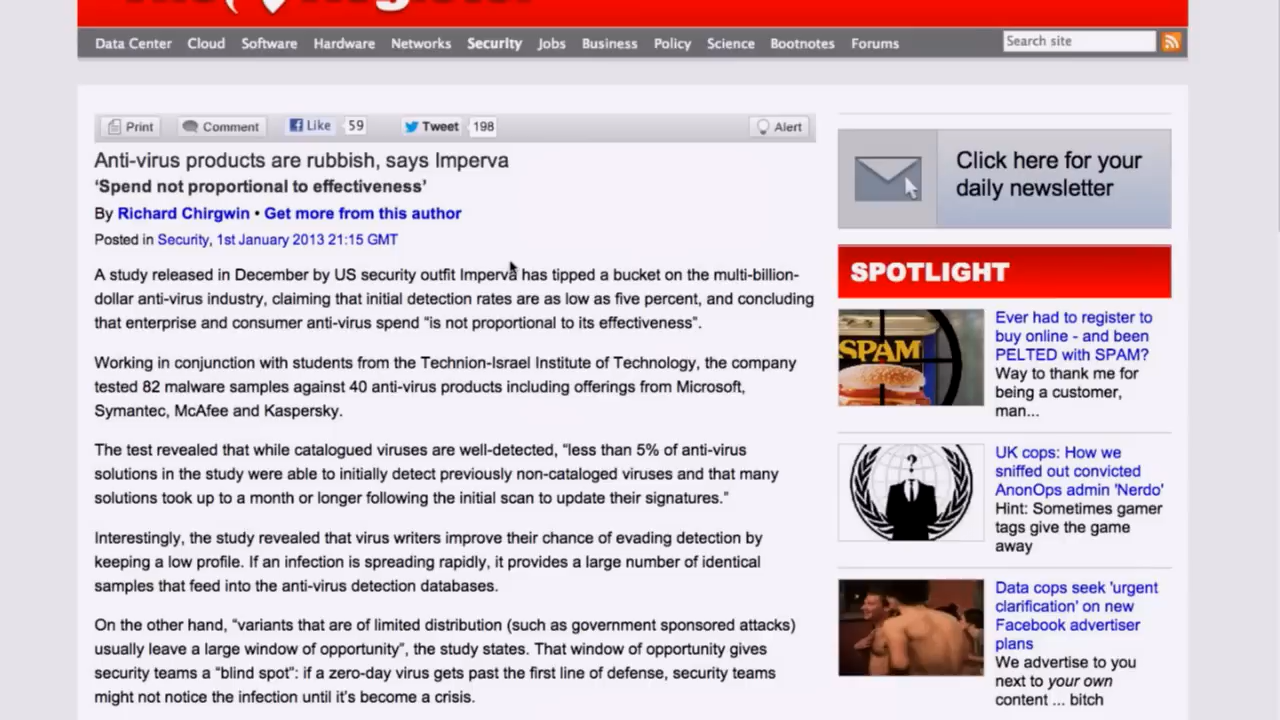 Data Center Cloud Software Hardware Networks Security Jobs Business Policy Science Bootnotes Forums Search site
Print Comment Like 59 Tweet 198 Alert
Anti-virus products are rubbish, says Imperva
‘Spend not proportional to effectiveness’
By Richard Chirgwin • Get more from this author
Posted in Security, 1st January 2013 21:15 GMT
A study released in December by US security outfit Imperva has tipped a bucket on the multi-billion-
dollar anti-virus industry, claiming that initial detection rates are as low as five percent, and concluding
that enterprise and consumer anti-virus spend “is not proportional to its effectiveness”.
Working in conjunction with students from the Technion-Israel Institute of Technology, the company
tested 82 malware samples against 40 anti-virus products including offerings from Microsoft,
Symantec, McAfee and Kaspersky.
The test revealed that while catalogued viruses are well-detected, “less than 5% of anti-virus
solutions in the study were able to initially detect previously non-cataloged viruses and that many
solutions took up to a month or longer following the initial scan to update their signatures.”
Interestingly, the study revealed that virus writers improve their chance of evading detection by
keeping a low profile. If an infection is spreading rapidly, it provides a large number of identical
samples that feed into the anti-virus detection databases.
On the other hand, “variants that are of limited distribution (such as government sponsored attacks)
usually leave a large window of opportunity”, the study states. That window of opportunity gives
security teams a “blind spot”: if a zero-day virus gets past the first line of defense, security teams
might not notice the infection until it’s become a crisis.
Click here for your
daily newsletter
SPOTLIGHT
SPAM
Ever had to register to
buy online - and been
PELTED with SPAM?
Way to thank me for
being a customer,
man...
?
UK cops: How we
sniffed out convicted
AnonOps admin 'Nerdo'
Hint: Sometimes gamer
tags give the game
away
Data cops seek 'urgent
clarification' on new
Facebook advertiser
plans
We advertise to you
next to your own
content ... bitch